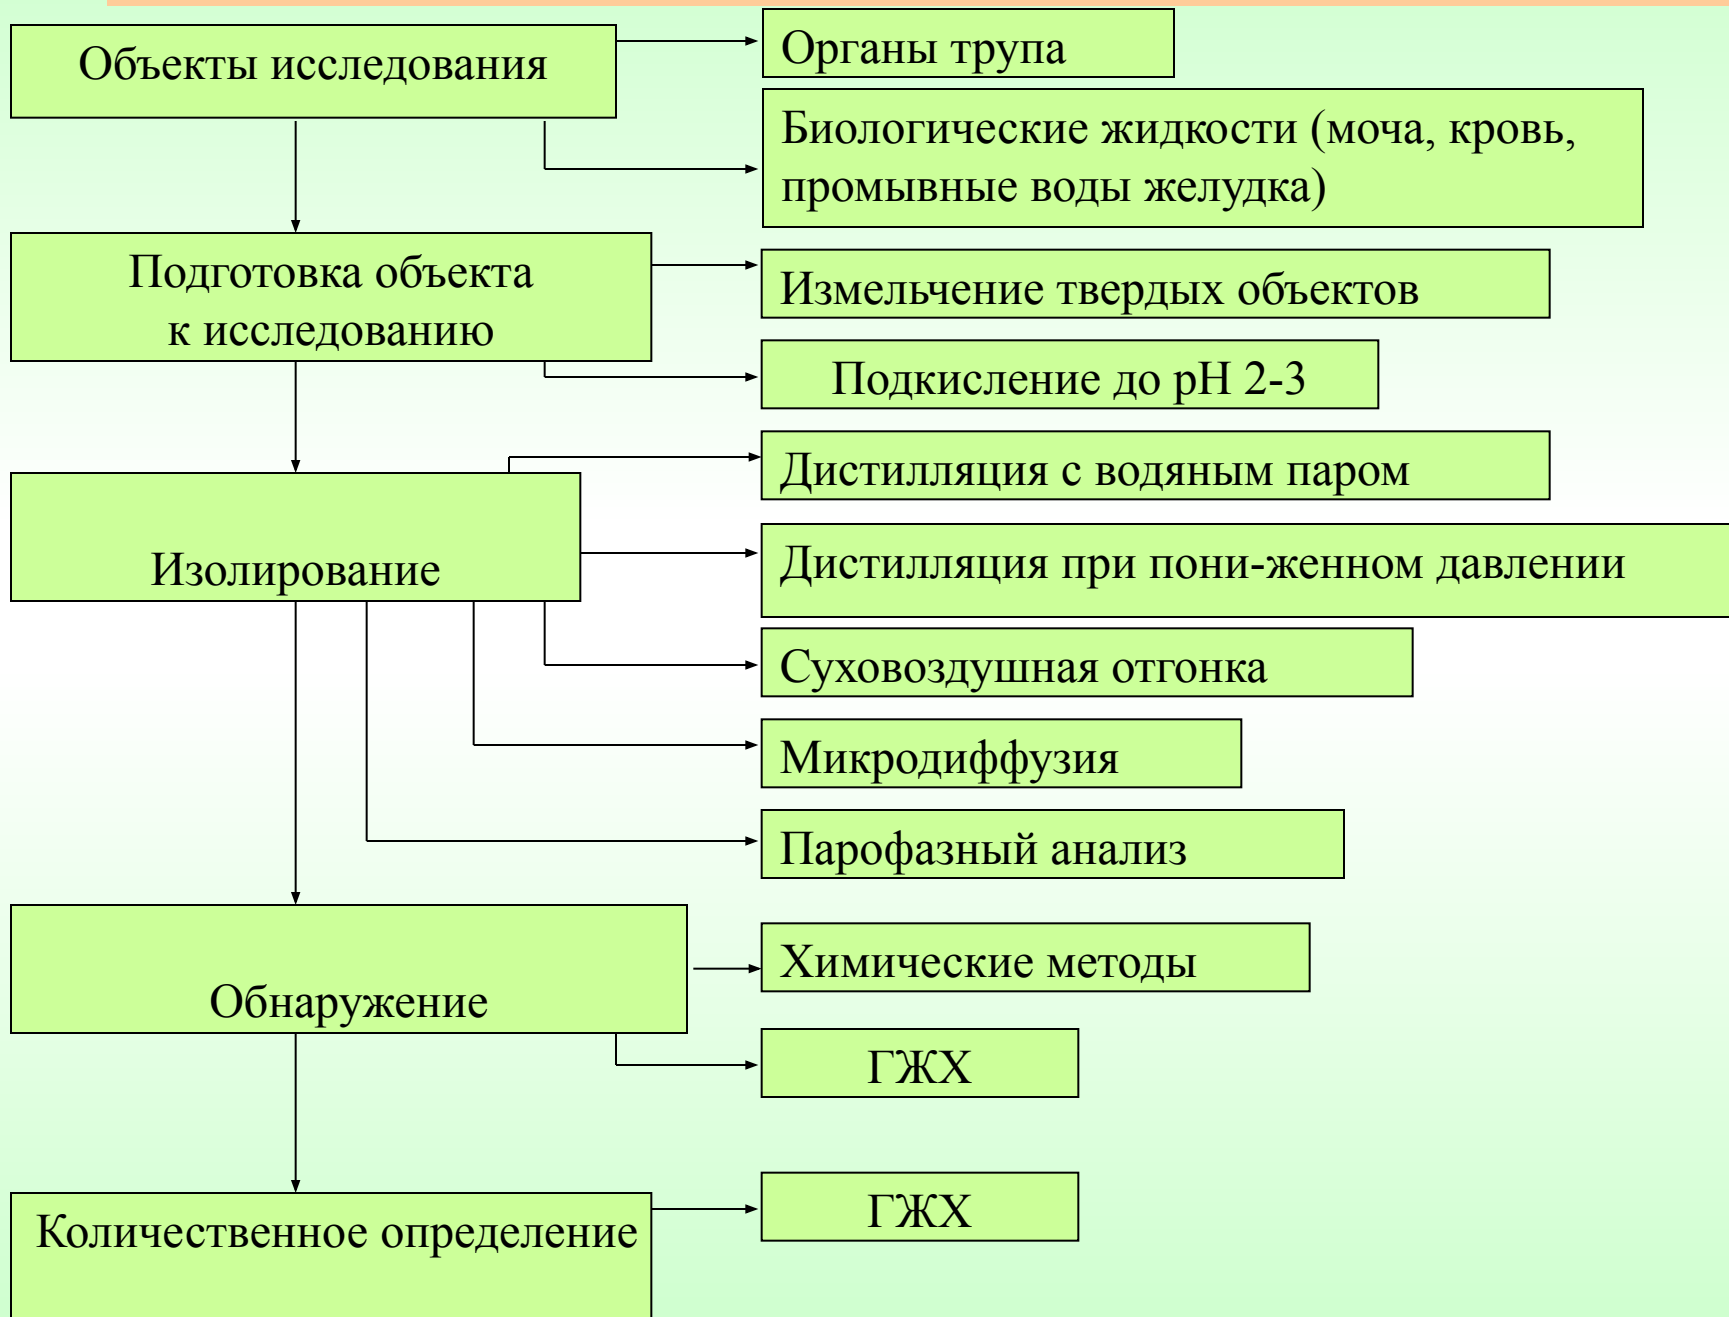 Объекты исследования
Органы трупа
Биологические жидкости (моча, кровь,
промывные воды желудка)
Подготовка объекта
к исследованию
Измельчение твердых объектов
Подкисление до рН 2-3
Изолирование
Дистилляция с водяным паром
Дистилляция при пони-женном давлении
Суховоздушная отгонка
Микродиффузия
Парофазный анализ
Обнаружение
Химические методы
ГЖХ
Количественное определение
ГЖХ